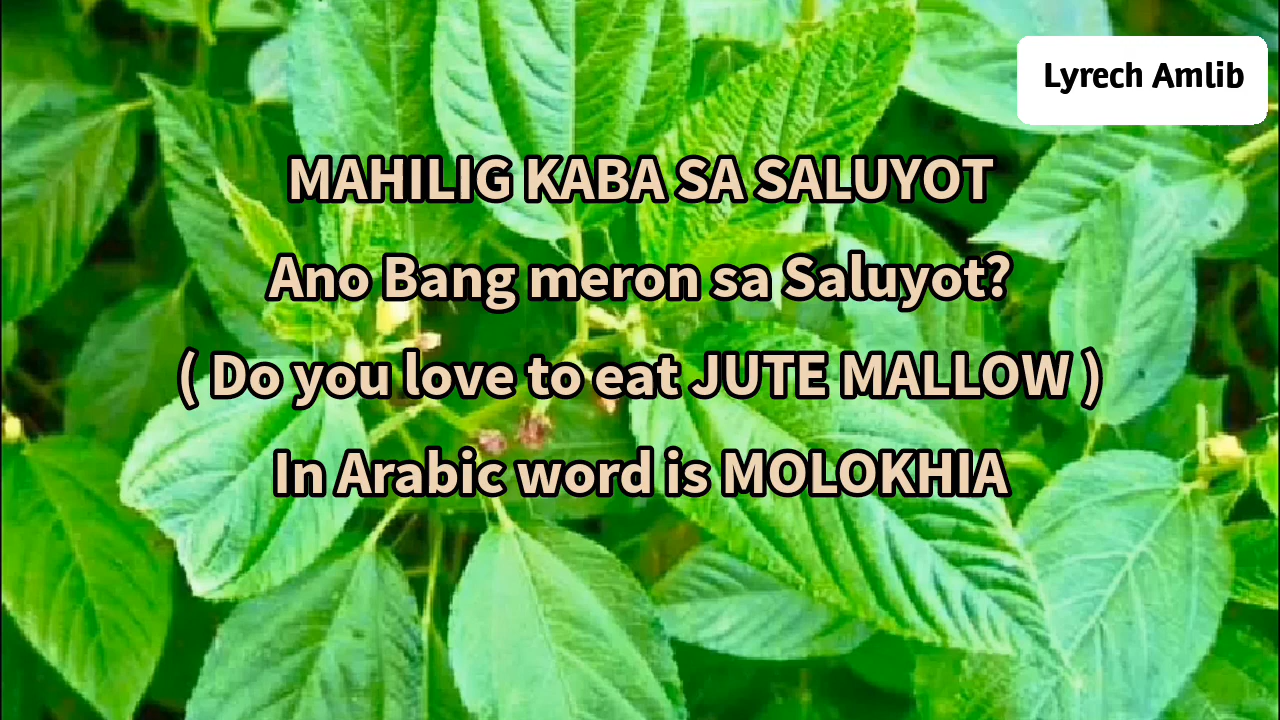 Lyrech Amlib
MAHILIG KABA SA SALUYOT
Ano Bang meron sa Saluyot?
( Do you love to eat JUTE MALLOW )
In Arabic word is MOLOKHIA